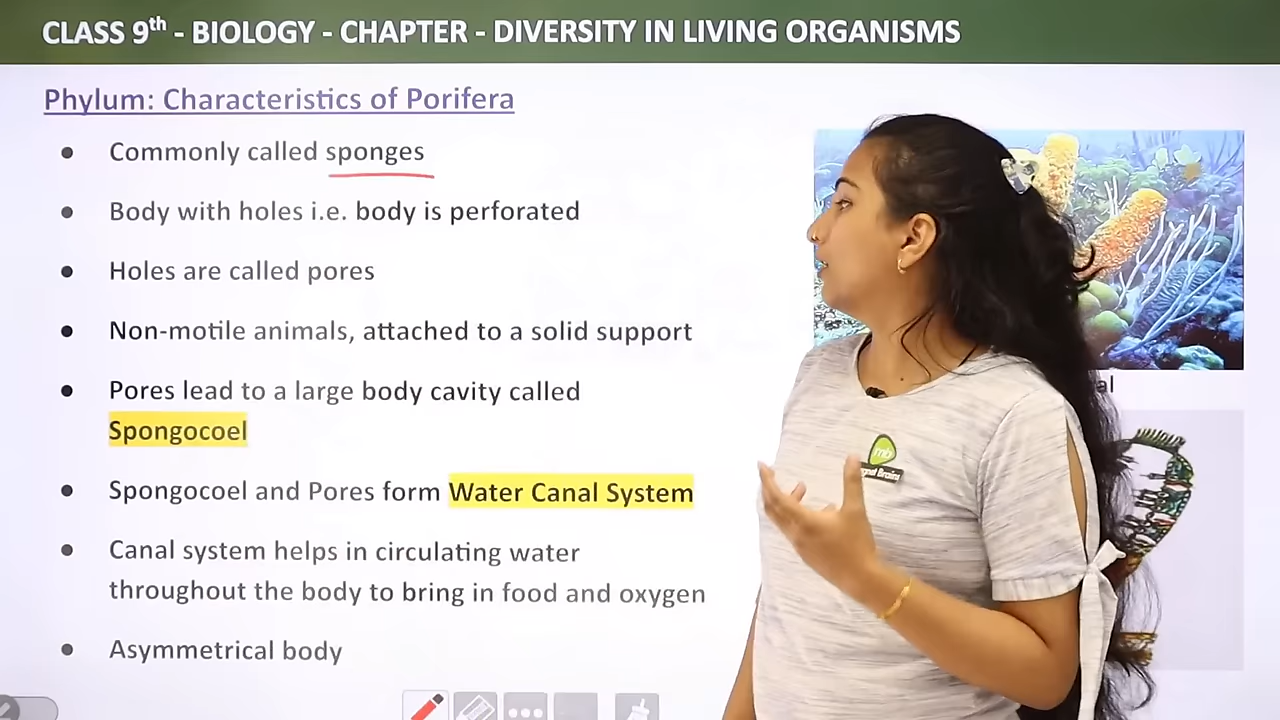 CLASS 9th - BIOLOGY - CHAPTER - DIVERSITY IN LIVING ORGANISMS
Phylum: Characteristics of Porifera
● Commonly called sponges
● Body with holes i.e. body is perforated
● Holes are called pores
● Non-motile animals, attached to a solid support
● Pores lead to a large body cavity called
Spongocoel
● Spongocoel and Pores form Water Canal System
● Canal system helps in circulating water
throughout the body to bring in food and oxygen
● Asymmetrical body
al
mb
Brains